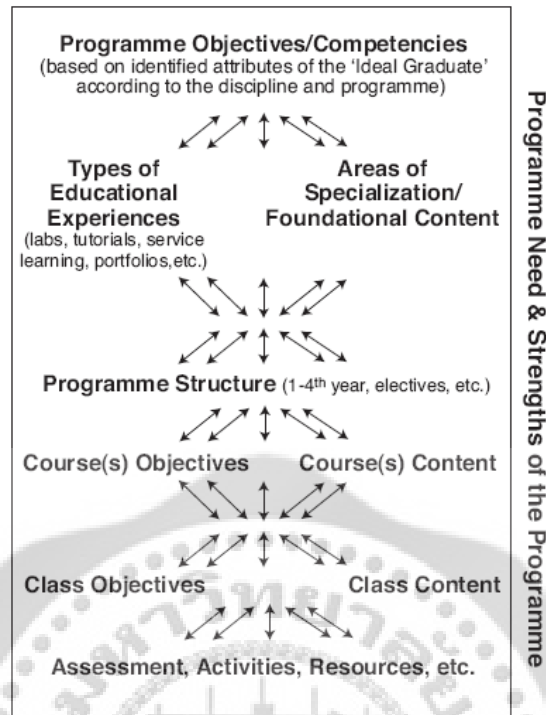 Programme Objectives/Competencies
(based on identified attributes of the 'Ideal Graduate'
according to the discipline and programme)
Types of
Educational
Experiences
(labs, tutorials, service
learning, portfolios,etc.)
Areas of
Specialization/
Foundational Content
Programme Structure (1-4th year, electives, etc.)
Course(s) Objectives
Course(s) Content
Class Objectives
Class Content
Assessment, Activities, Resources, etc.
Programme Need & Strengths of the Programme